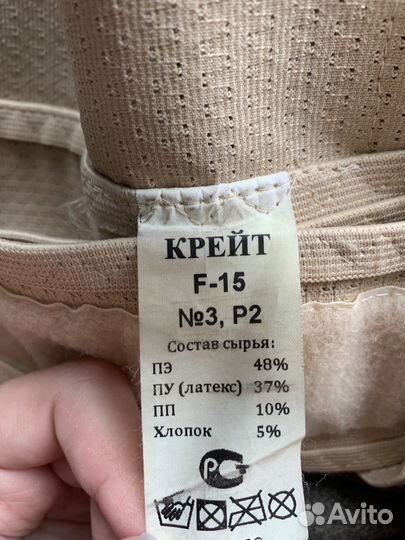 КРЕЙТ
F-15
№3, Р2
Состав сырья:
ПЭ 48%
ПУ (латекс) 37%
ПП 10%
Хлопок 5%
Avito